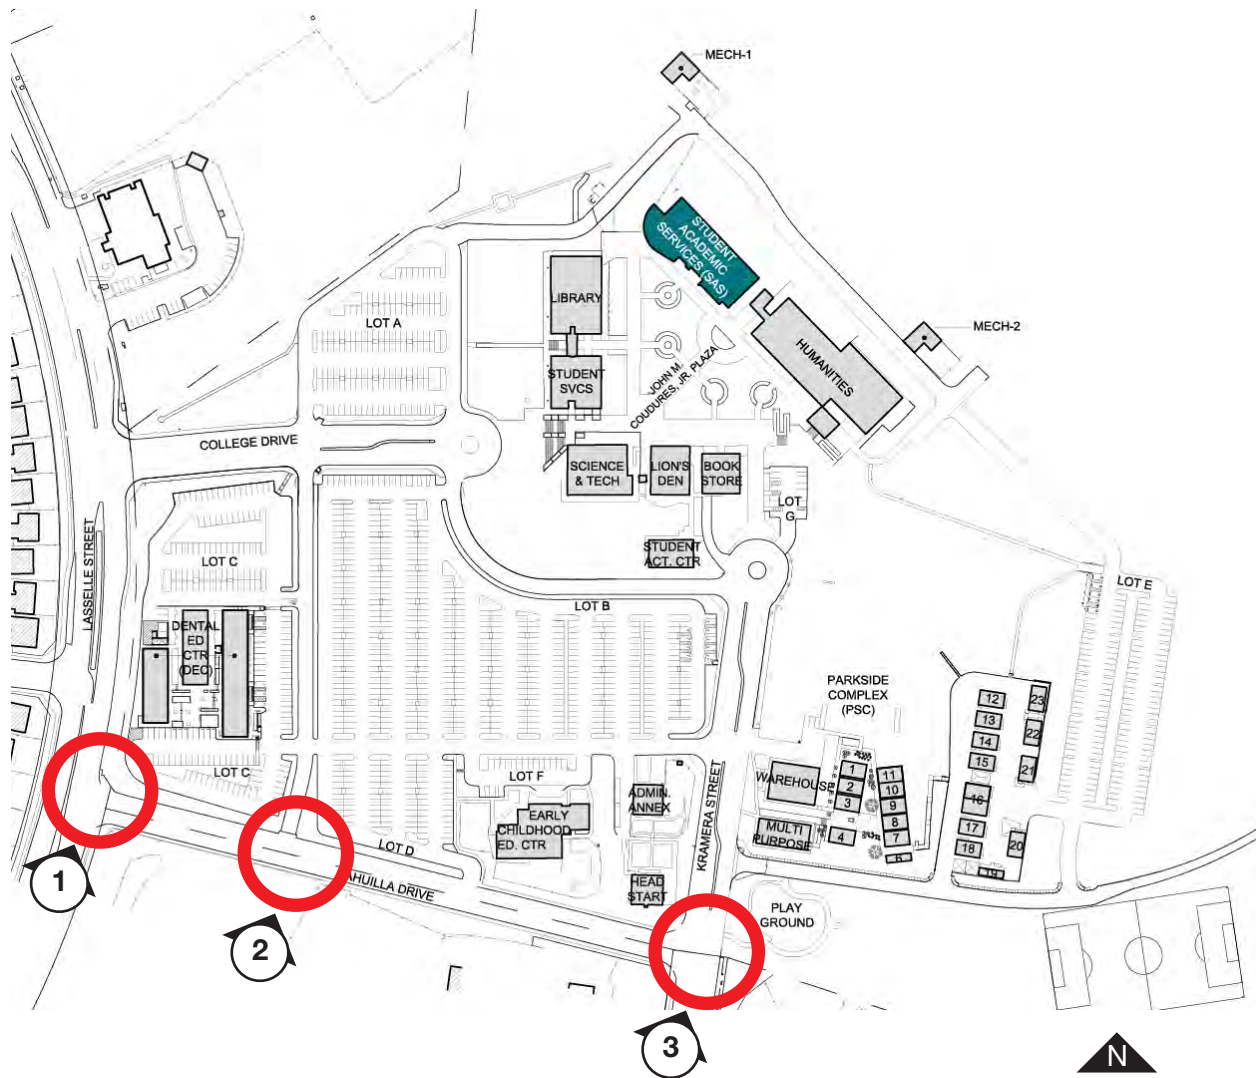 MECH-1
STUDENT
ACADEMIC
SERVICES (SAS)
LIBRARY
LOT A
MECH-2
HUMANITIES
JOHN M.
COUDURES, JR. PLAZA
STUDENT
SVCS
COLLEGE DRIVE
SCIENCE
& TECH
LION'S
DEN
BOOK
STORE
LOT
G
LASSELLE STREET
LOT C
STUDENT
ACT. CTR
LOT E
LOT B
DENTAL
ED
CTR
(DEC)
PARKSIDE
COMPLEX
(PSC)
12
13
14
15
16
17
18
19
20
21
22
23
LOT C
LOT F
WAREHOUSE
1
2
3
4
11
10
9
8
7
6
ADMIN.
ANNEX
KRAMERA STREET
EARLY
CHILDHOOD
ED. CTR
MULTI
PURPOSE
LOT D
AHUILLA DRIVE
HEAD
START
PLAY
GROUND
1
2
3
N